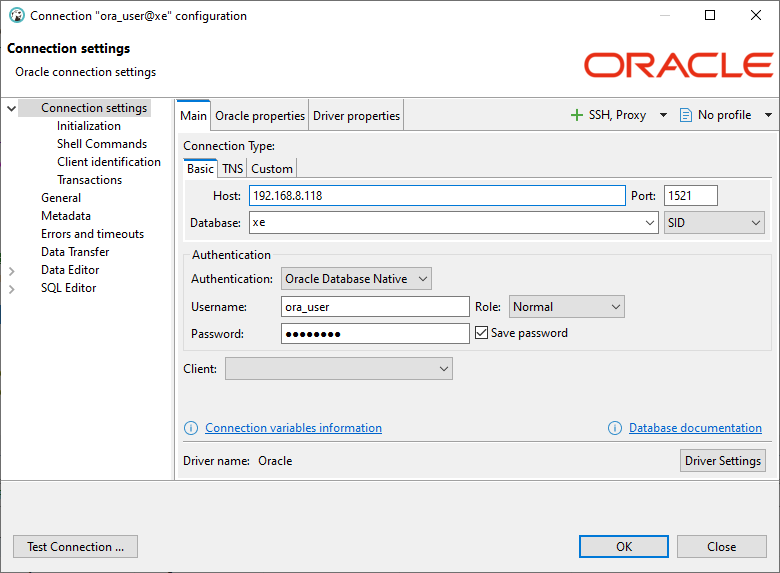 Connection "ora_user@xe" configuration
Connection settings
Oracle connection settings
ORACLE
Connection settings
Initialization
Shell Commands
Client identification
Transactions
General
Metadata
Errors and timeouts
Data Transfer
Data Editor
SQL Editor
Main Oracle properties Driver properties
SSH, Proxy No profile
Connection Type:
Basic TNS Custom
Host: 192.168.8.118 Port: 1521
Database: xe SID
Authentication
Authentication: Oracle Database Native
Username: ora_user Role: Normal
Password: ●●●●●●●● Save password
Client:
Connection variables information Database documentation
Driver name: Oracle Driver Settings
Test Connection ... OK Close